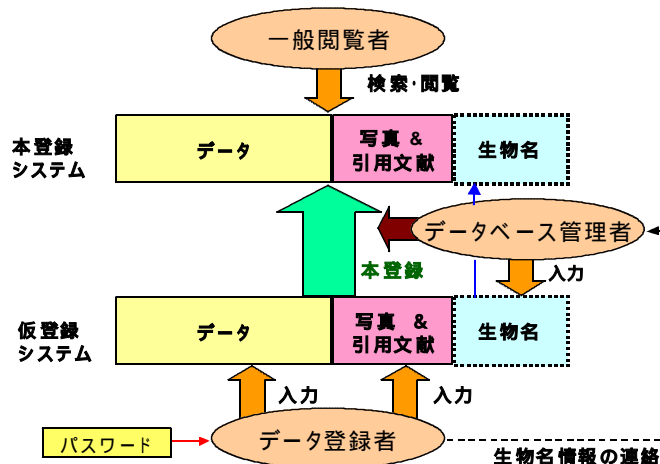 一般閲覧者
検索・閲覧
本登録
システム
データ
写真 &
引用文献
生物名
データベース管理者
本登録
入力
仮登録
システム
データ
写真 &
引用文献
生物名
入力
入力
パスワード
データ登録者
生物名情報の連絡